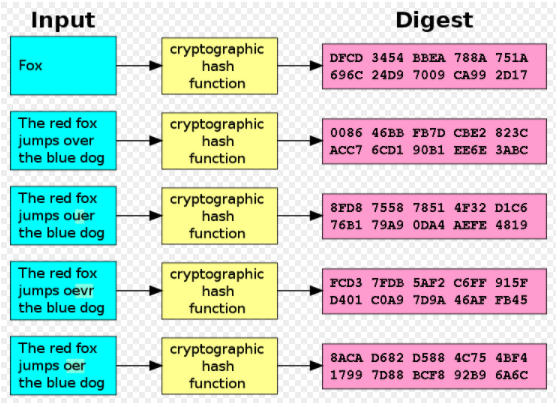 Input
Digest
Fox
cryptographic
hash
function
DFCD 3454 BBEA 788A 751A
696C 24D9 7009 CA99 2D17
The red fox
jumps over
the blue dog
cryptographic
hash
function
0086 46BB FB7D CBE2 823C
ACC7 6CD1 90B1 EE6E 3ABC
The red fox
jumps ouer
the blue dog
cryptographic
hash
function
8FD8 7558 7851 4F32 D1C6
76B1 79A9 0DA4 AEFE 4819
The red fox
jumps oevr
the blue dog
cryptographic
hash
function
FCD3 7FDB 5AF2 C6FF 915F
D401 C0A9 7D9A 46AF FB45
The red fox
jumps oer
the blue dog
cryptographic
hash
function
8ACA D682 D588 4C75 4BF4
1799 7D88 BCF8 92B9 6A6C